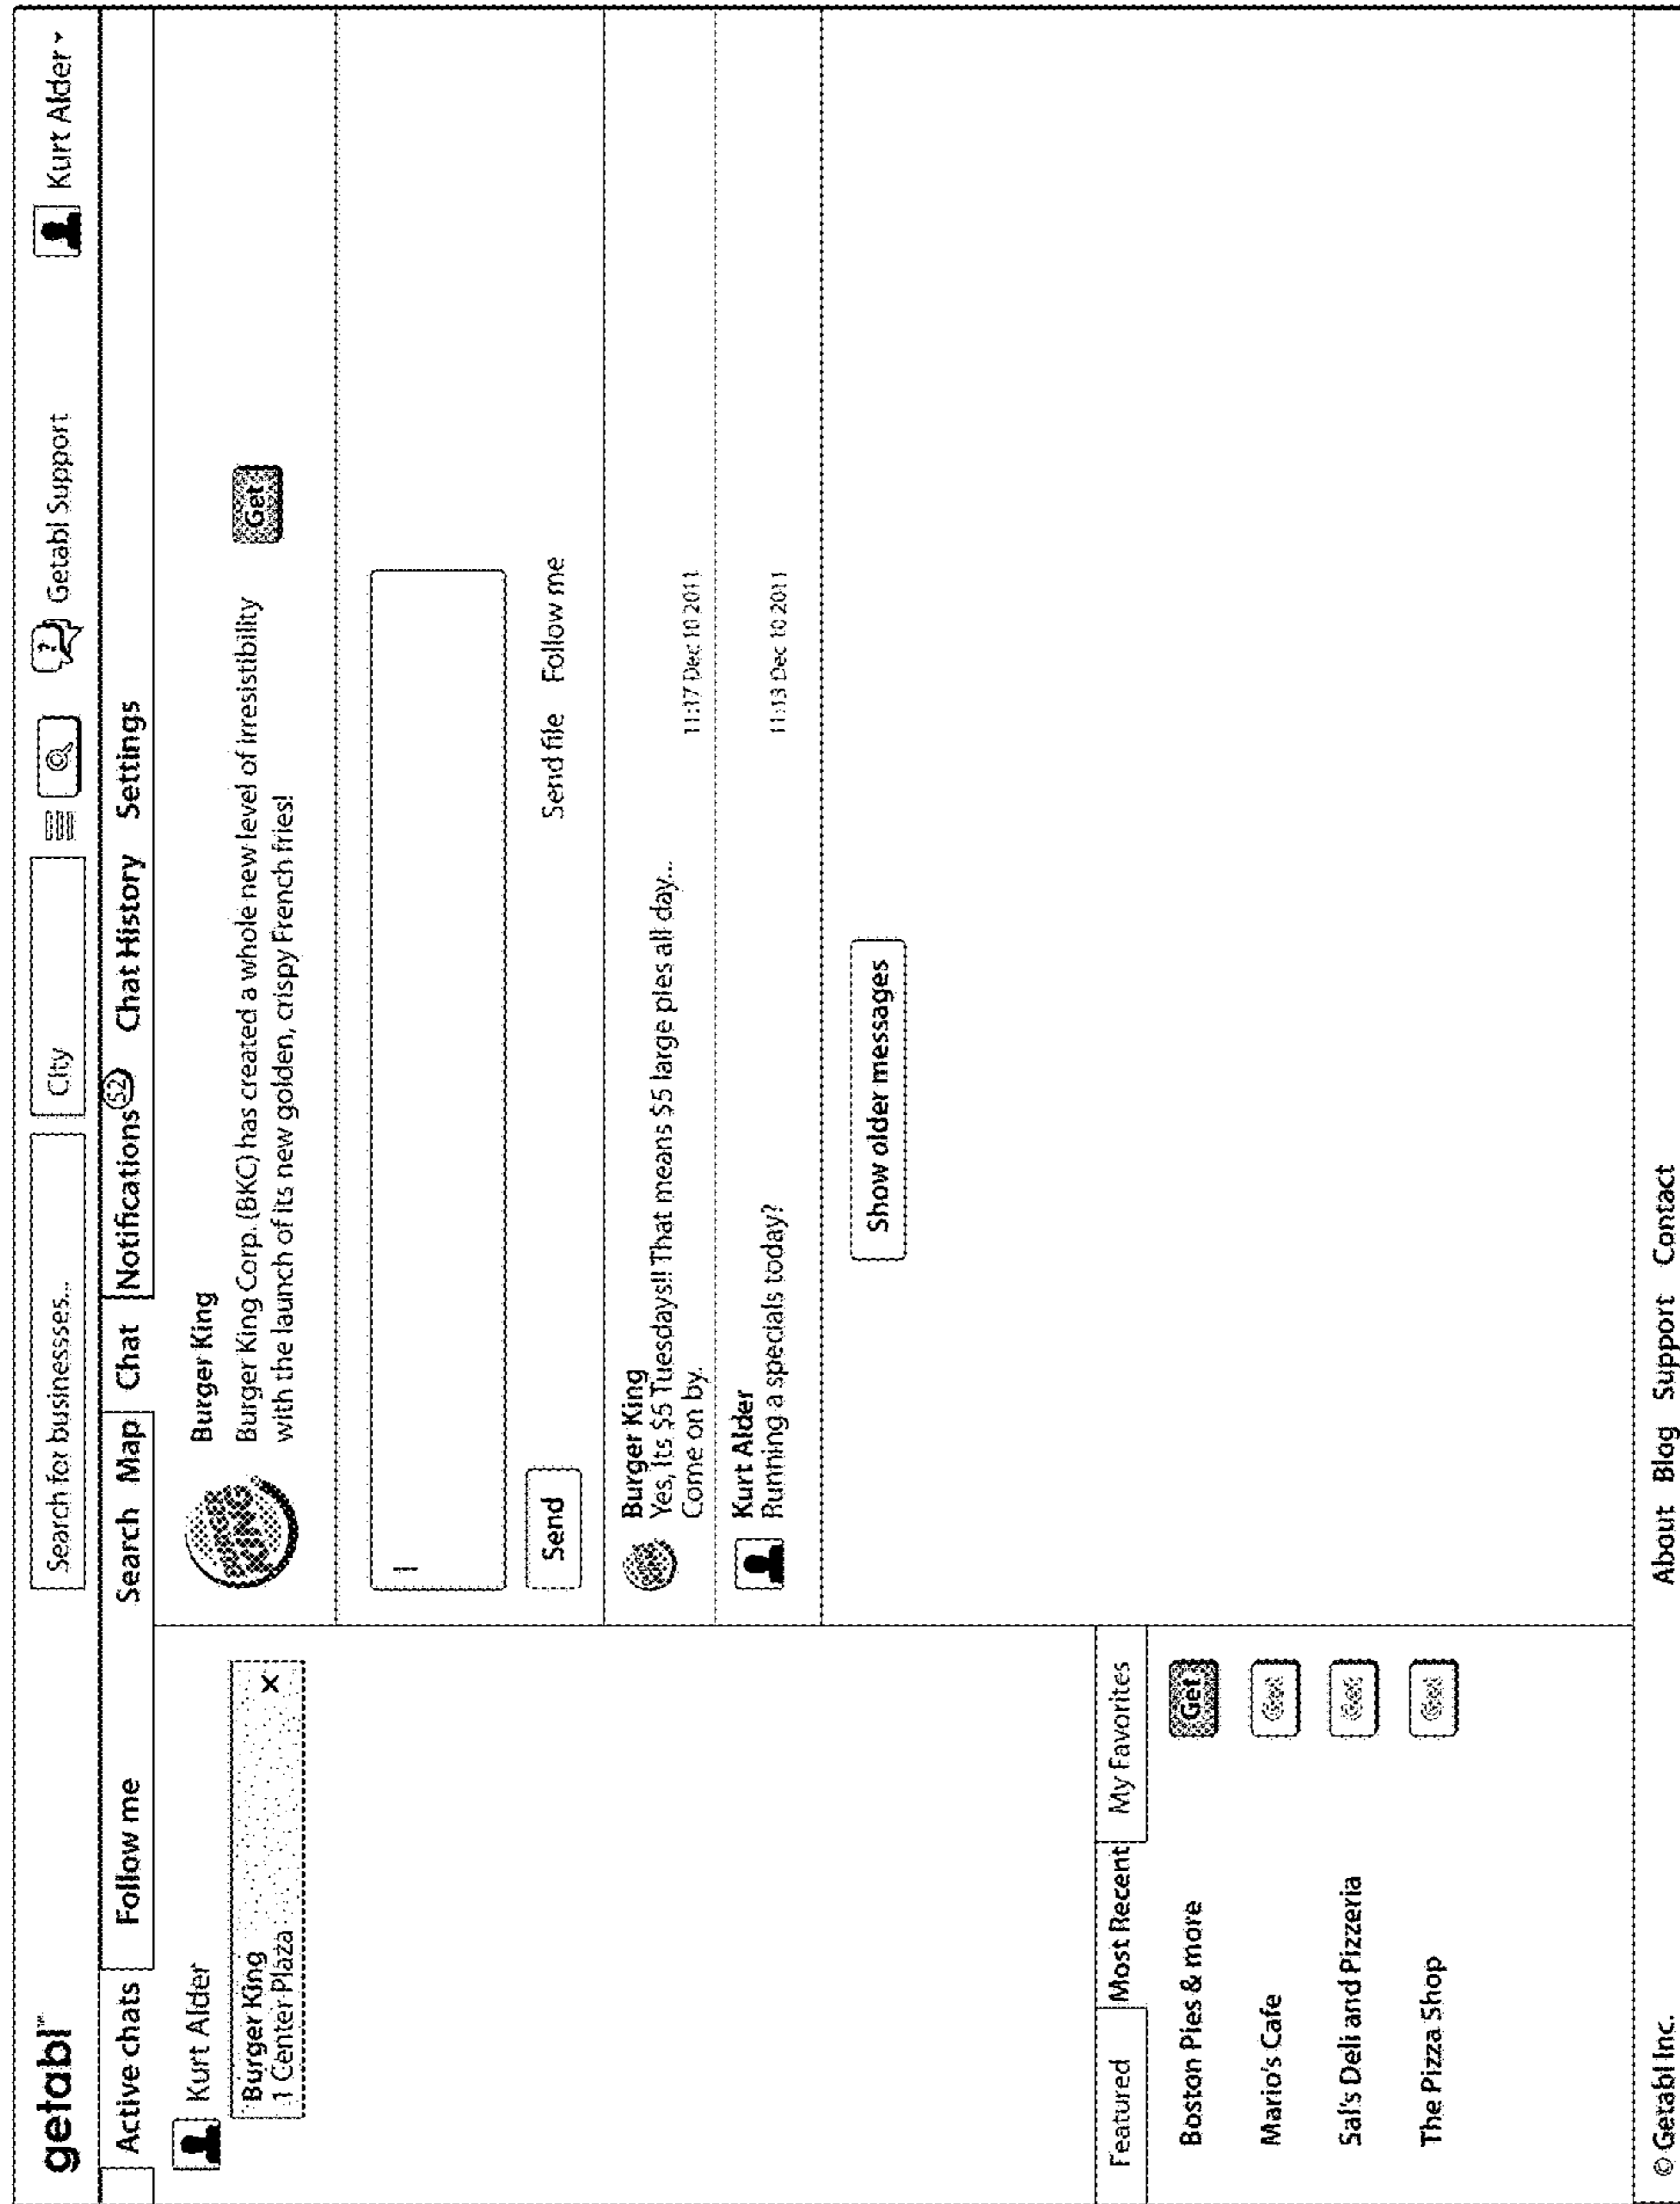 getabl™
Search for businessses...
City
Getabl Support
Kurt Alder
Active chats
Follow me
Search Map Chat Notifications 52 Chat History Settings
Kurt Alder
Burger King
1 Center Plaza
×
Featured
Most Recent
My Favorites
Boston Pies & more
Get
Mario's Cafe
Get
Sal's Deli and Pizzeria
Get
The Pizza Shop
Get
BURGER
KING
Burger King
Burger King Corp. (BKC) has created a whole new level of irresistibility
with the launch of its new golden, crispy French fries!
Get
Send
Send file
Follow me
Burger King
Yes, Its $5 Tuesdays!! That means $5 large pies all day...
Come on by.
11:17 Dec 10 2011
Kurt Alder
Running a specials today?
11:13 Dec 10 2011
Show older messages
© Getabl Inc.
About Blog Support Contact